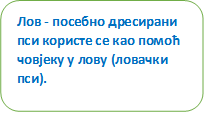 Лов - посебно дресирани
пси користе се као помоћ
човјеку у лову (ловачки
пси).